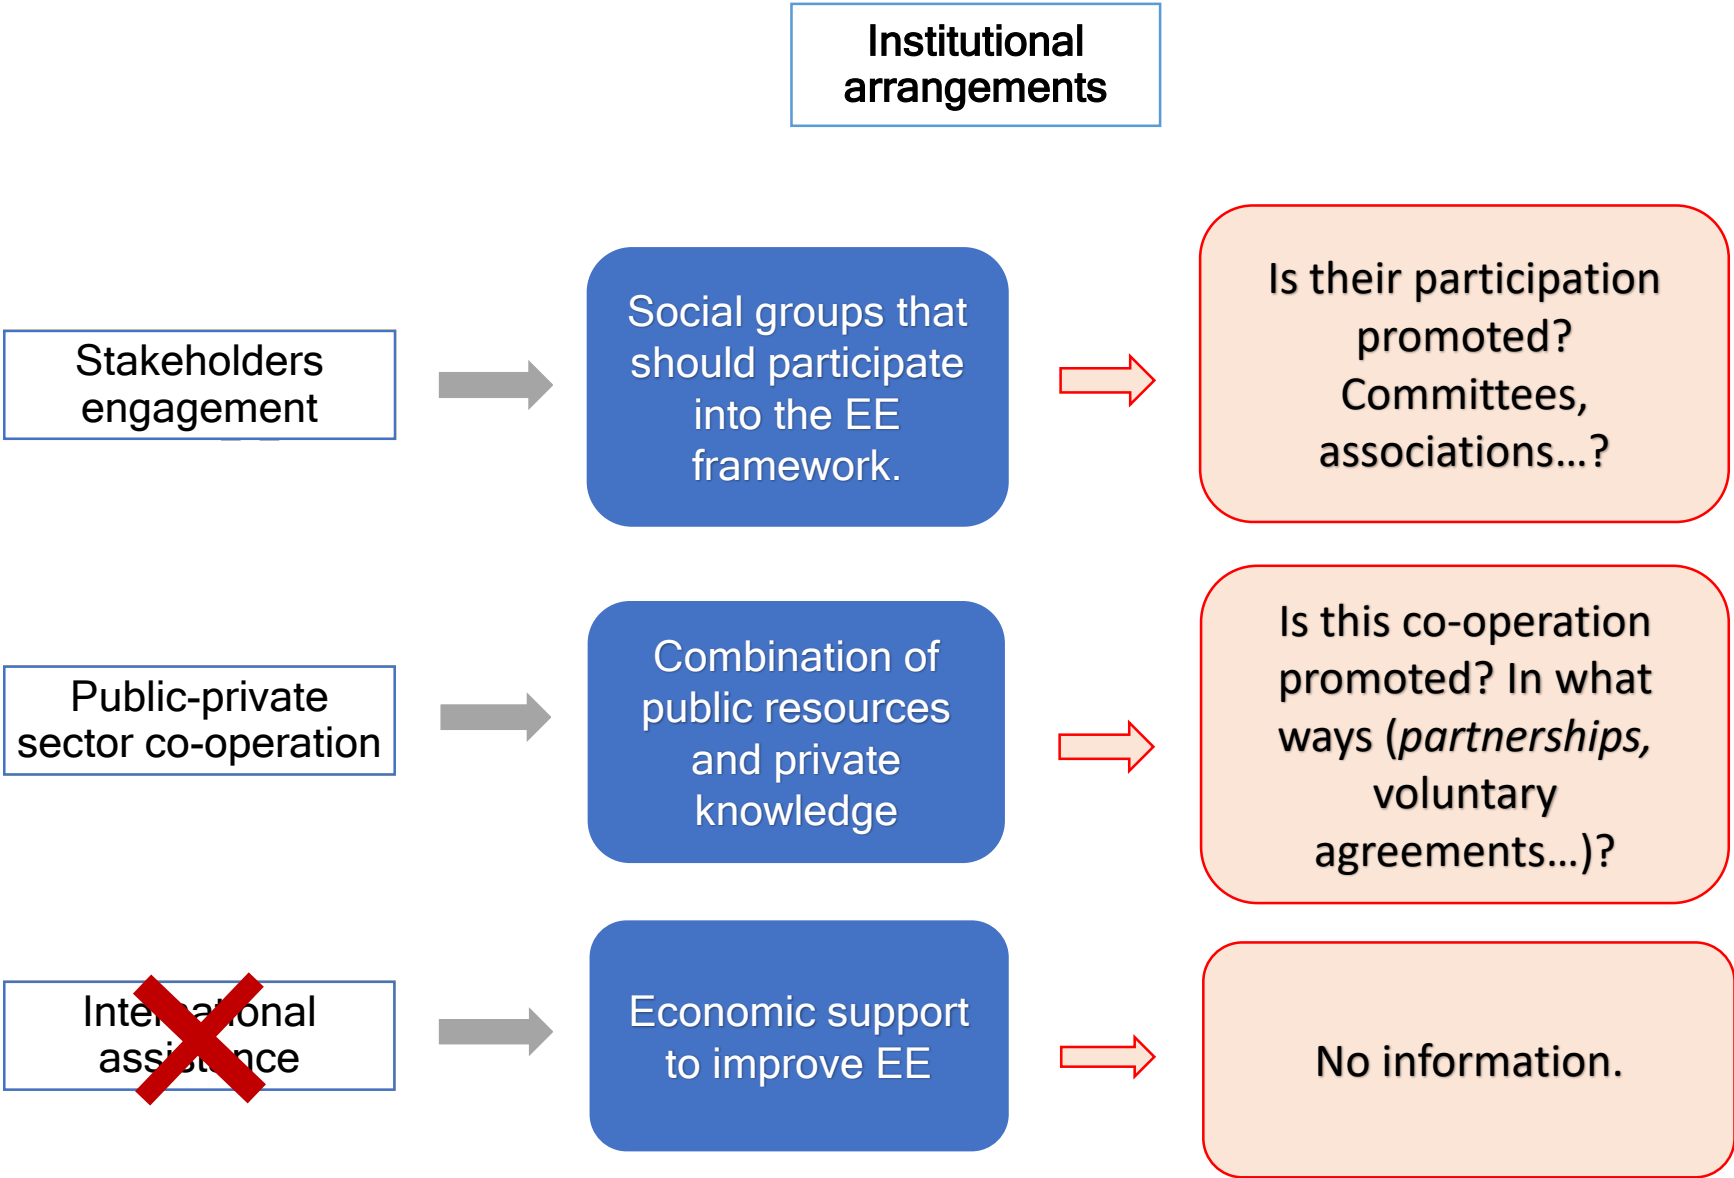 Institutional
arrangements
Stakeholders
engagement
Social groups that
should participate
into the EE
framework.
Is their participation
promoted?
Committees,
associations…?
Public-private
sector co-operation
Combination of
public resources
and private
knowledge
Is this co-operation
promoted? In what
ways (partnerships,
voluntary
agreements…)?
International
assistance
Economic support
to improve EE
No information.